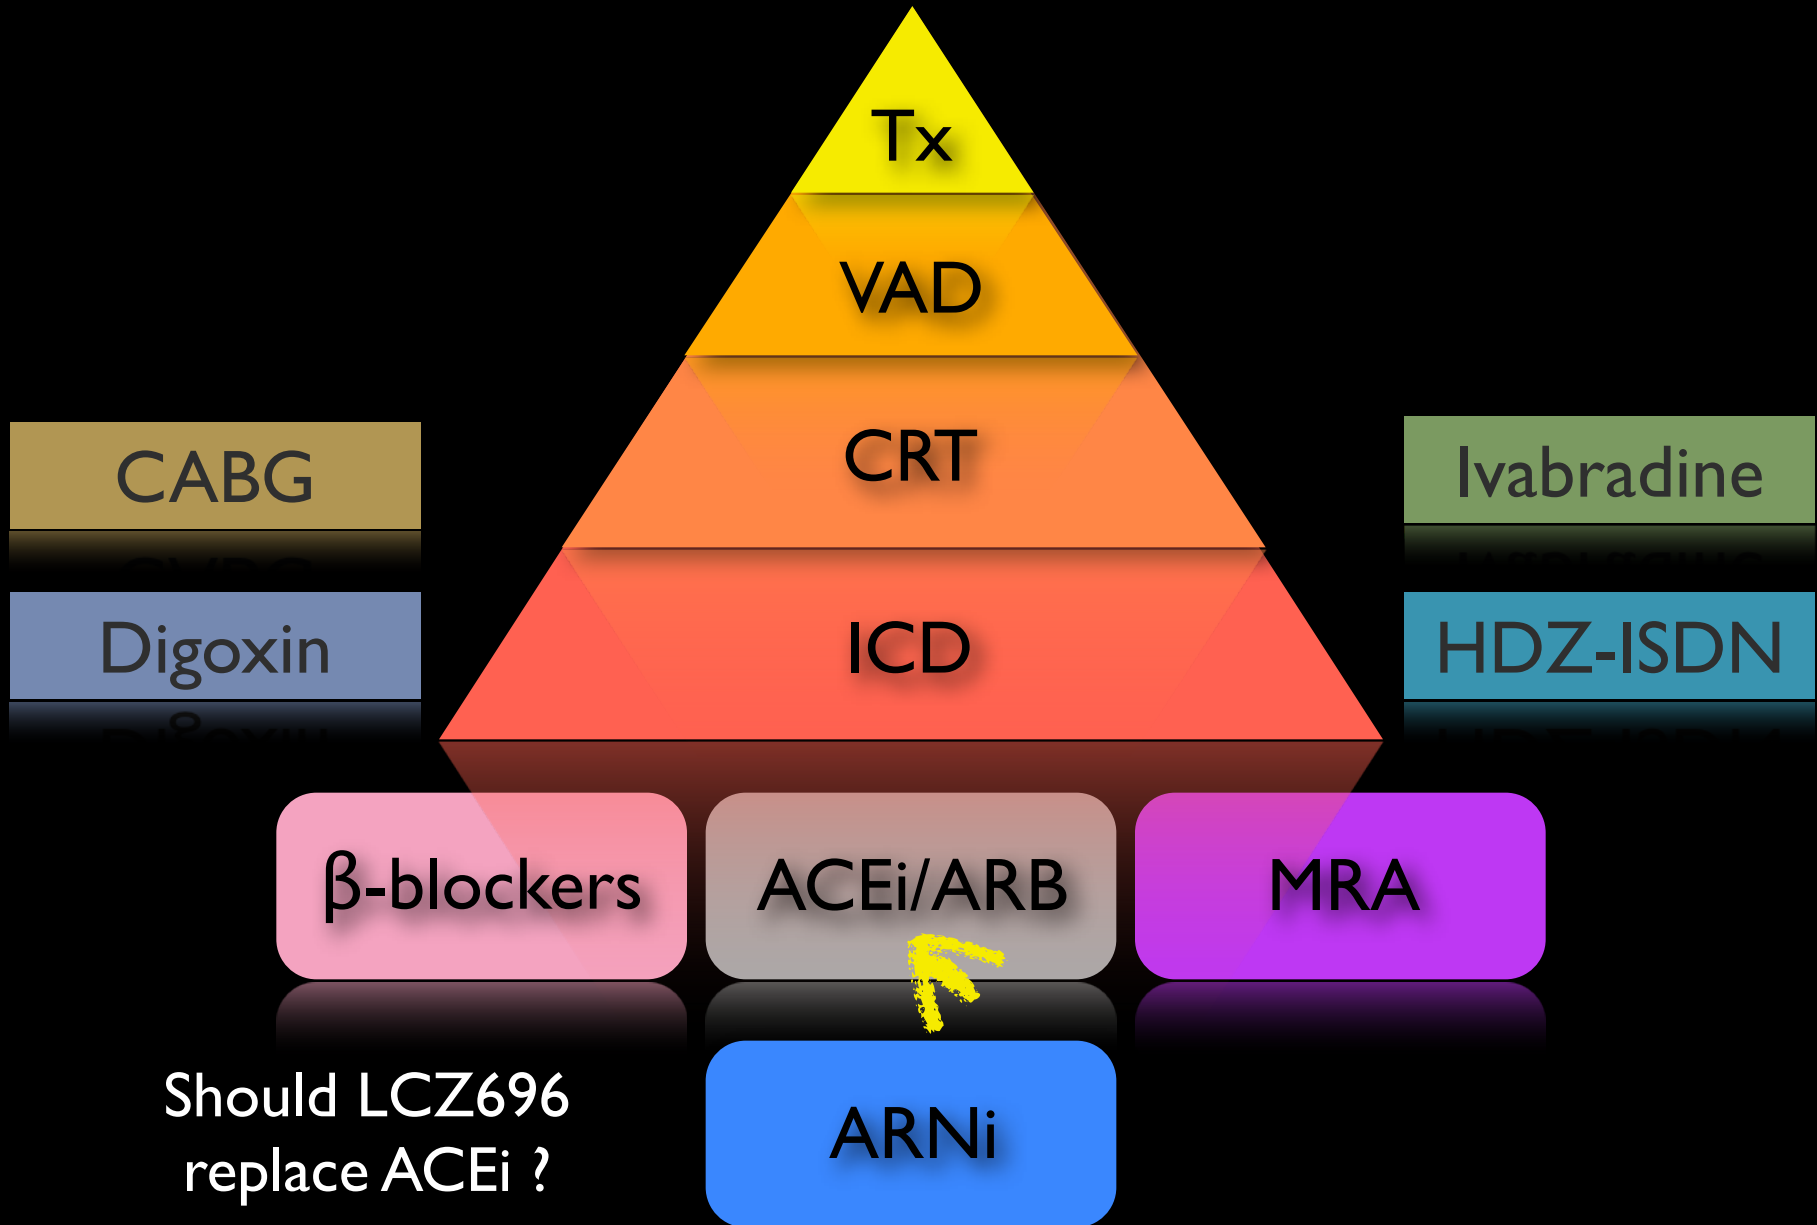 Tx
VAD
CRT
CABG
Ivabradine
ICD
Digoxin
HDZ-ISDN
β-blockers
ACEi/ARB
MRA
Should LCZ696
replace ACEi ?
ARNi